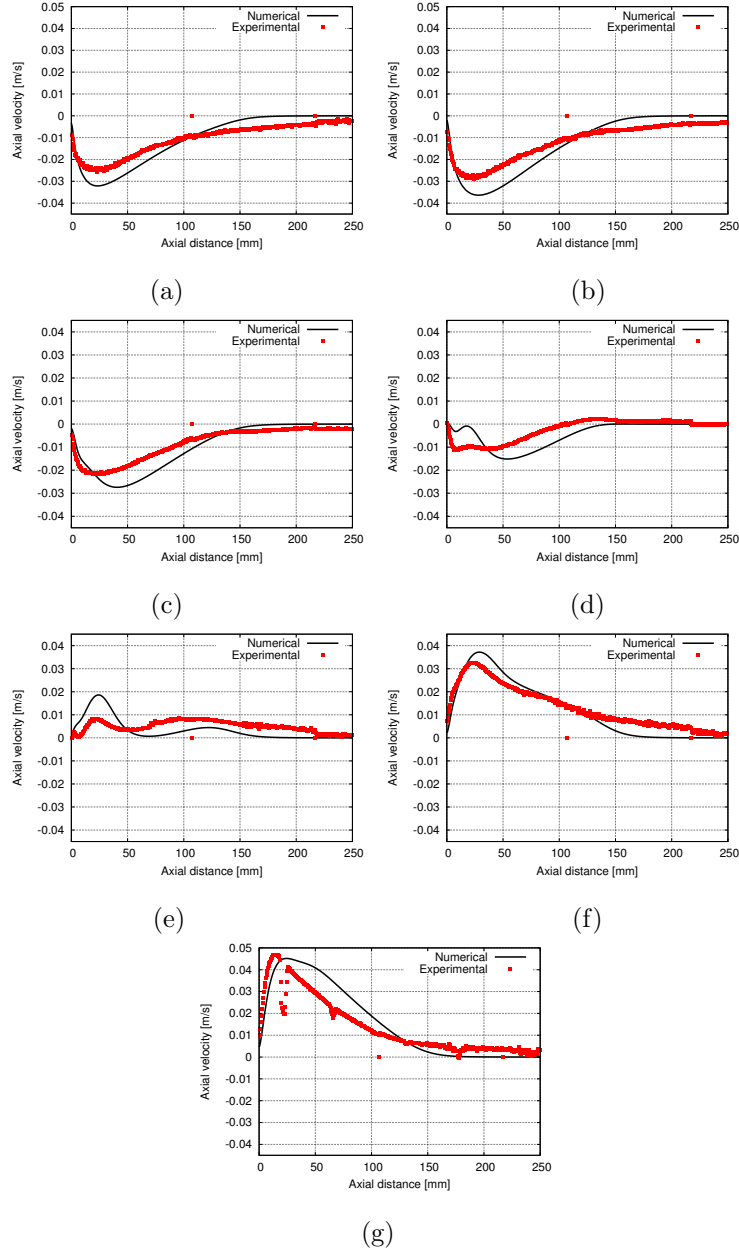 0.05
0.04
0.03
0.02
0.01
0
-0.01
-0.02
-0.03
-0.04
Axial velocity [m/s]
Numerical
Experimental
0 50 100 150 200 250
Axial distance [mm]
(a)
0.05
0.04
0.03
0.02
0.01
0
-0.01
-0.02
-0.03
-0.04
Axial velocity [m/s]
Numerical
Experimental
0 50 100 150 200 250
Axial distance [mm]
(b)
0.04
0.03
0.02
0.01
0
-0.01
-0.02
-0.03
-0.04
Axial velocity [m/s]
Numerical
Experimental
0 50 100 150 200 250
Axial distance [mm]
(c)
0.04
0.03
0.02
0.01
0
-0.01
-0.02
-0.03
-0.04
Axial velocity [m/s]
Numerical
Experimental
0 50 100 150 200 250
Axial distance [mm]
(d)
0.04
0.03
0.02
0.01
0
-0.01
-0.02
-0.03
-0.04
Axial velocity [m/s]
Numerical
Experimental
0 50 100 150 200 250
Axial distance [mm]
(e)
0.04
0.03
0.02
0.01
0
-0.01
-0.02
-0.03
-0.04
Axial velocity [m/s]
Numerical
Experimental
0 50 100 150 200 250
Axial distance [mm]
(f)
0.05
0.04
0.03
0.02
0.01
0
-0.01
-0.02
-0.03
-0.04
Axial velocity [m/s]
Numerical
Experimental
0 50 100 150 200 250
Axial distance [mm]
(g)